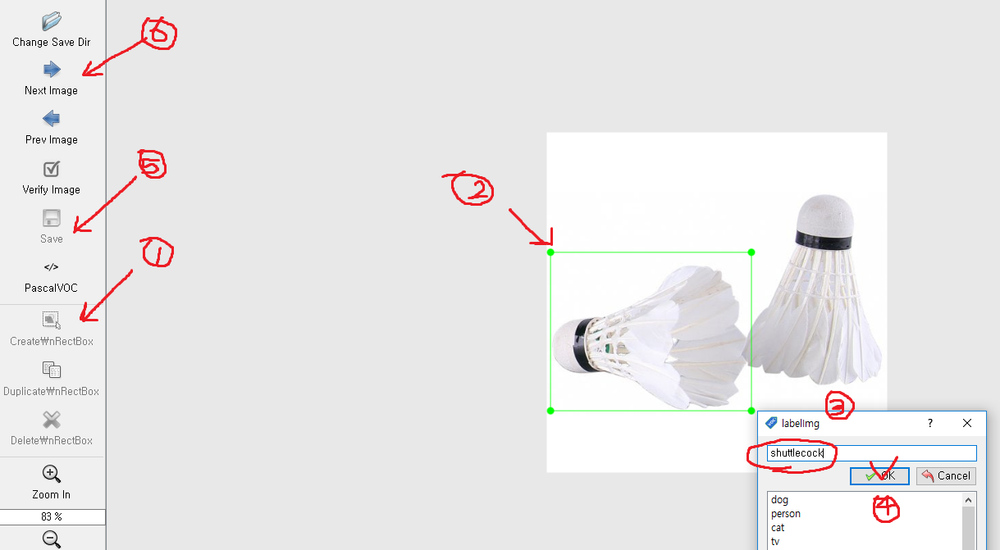 Change Save Dir
6
Next Image
Prev Image
5
Verify Image
Save
1
PascalVOC
Create₩nRectBox
Duplicate₩nRectBox
Delete₩nRectBox
Zoom In
83 %
2
3
labelImg
shuttlecock
OK
Cancel
4
dog
person
cat
tv